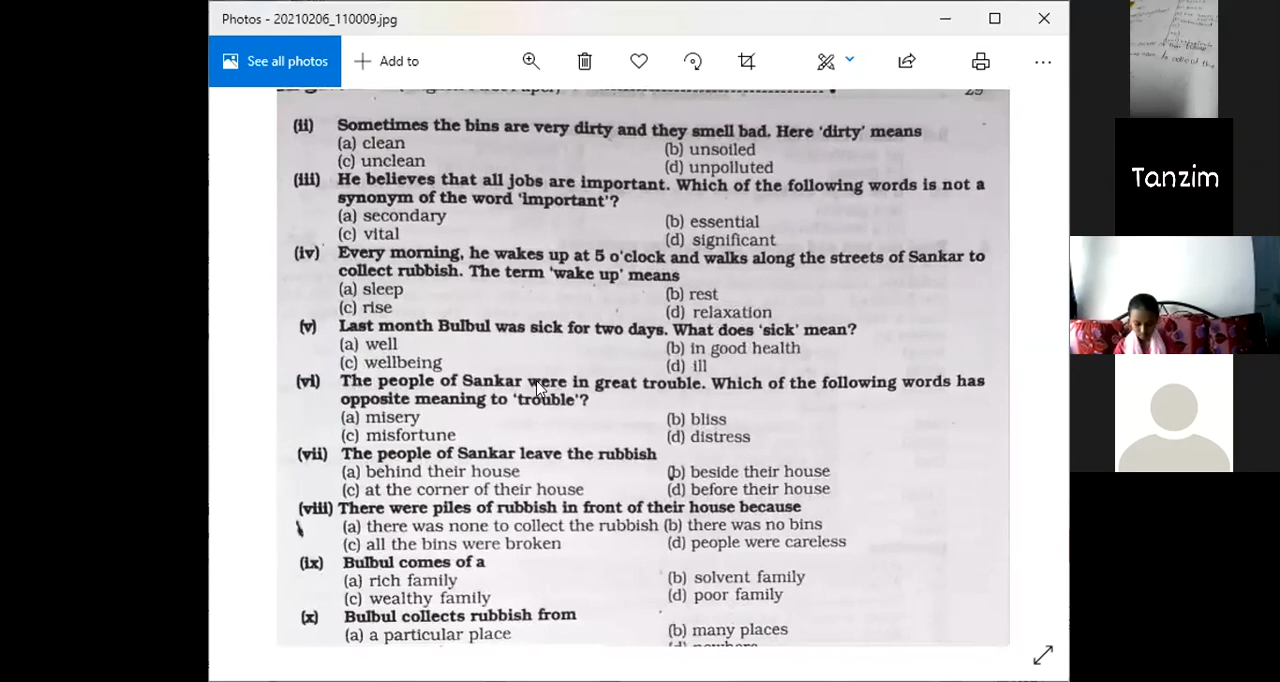 Photos - 20210206_110009.jpg
See all photos
Add to
29
(ii) Sometimes the bins are very dirty and they smell bad. Here 'dirty' means
(a) clean (b) unsoiled
(c) unclean (d) unpolluted
(iii) He believes that all jobs are important. Which of the following words is not a
synonym of the word 'important'?
(a) secondary (b) essential
(c) vital (d) significant
(iv) Every morning, he wakes up at 5 o'clock and walks along the streets of Sankar to
collect rubbish. The term 'wake up' means
(a) sleep (b) rest
(c) rise (d) relaxation
(v) Last month Bulbul was sick for two days. What does 'sick' mean?
(a) well (b) in good health
(c) wellbeing (d) ill
(vi) The people of Sankar were in great trouble. Which of the following words has
opposite meaning to 'trouble'?
(a) misery (b) bliss
(c) misfortune (d) distress
(vii) The people of Sankar leave the rubbish
(a) behind their house (b) beside their house
(c) at the corner of their house (d) before their house
(viii) There were piles of rubbish in front of their house because
(a) there was none to collect the rubbish (b) there was no bins
(c) all the bins were broken (d) people were careless
(ix) Bulbul comes of a
(a) rich family (b) solvent family
(c) wealthy family (d) poor family
(x) Bulbul collects rubbish from
(a) a particular place (b) many places
Tanzim